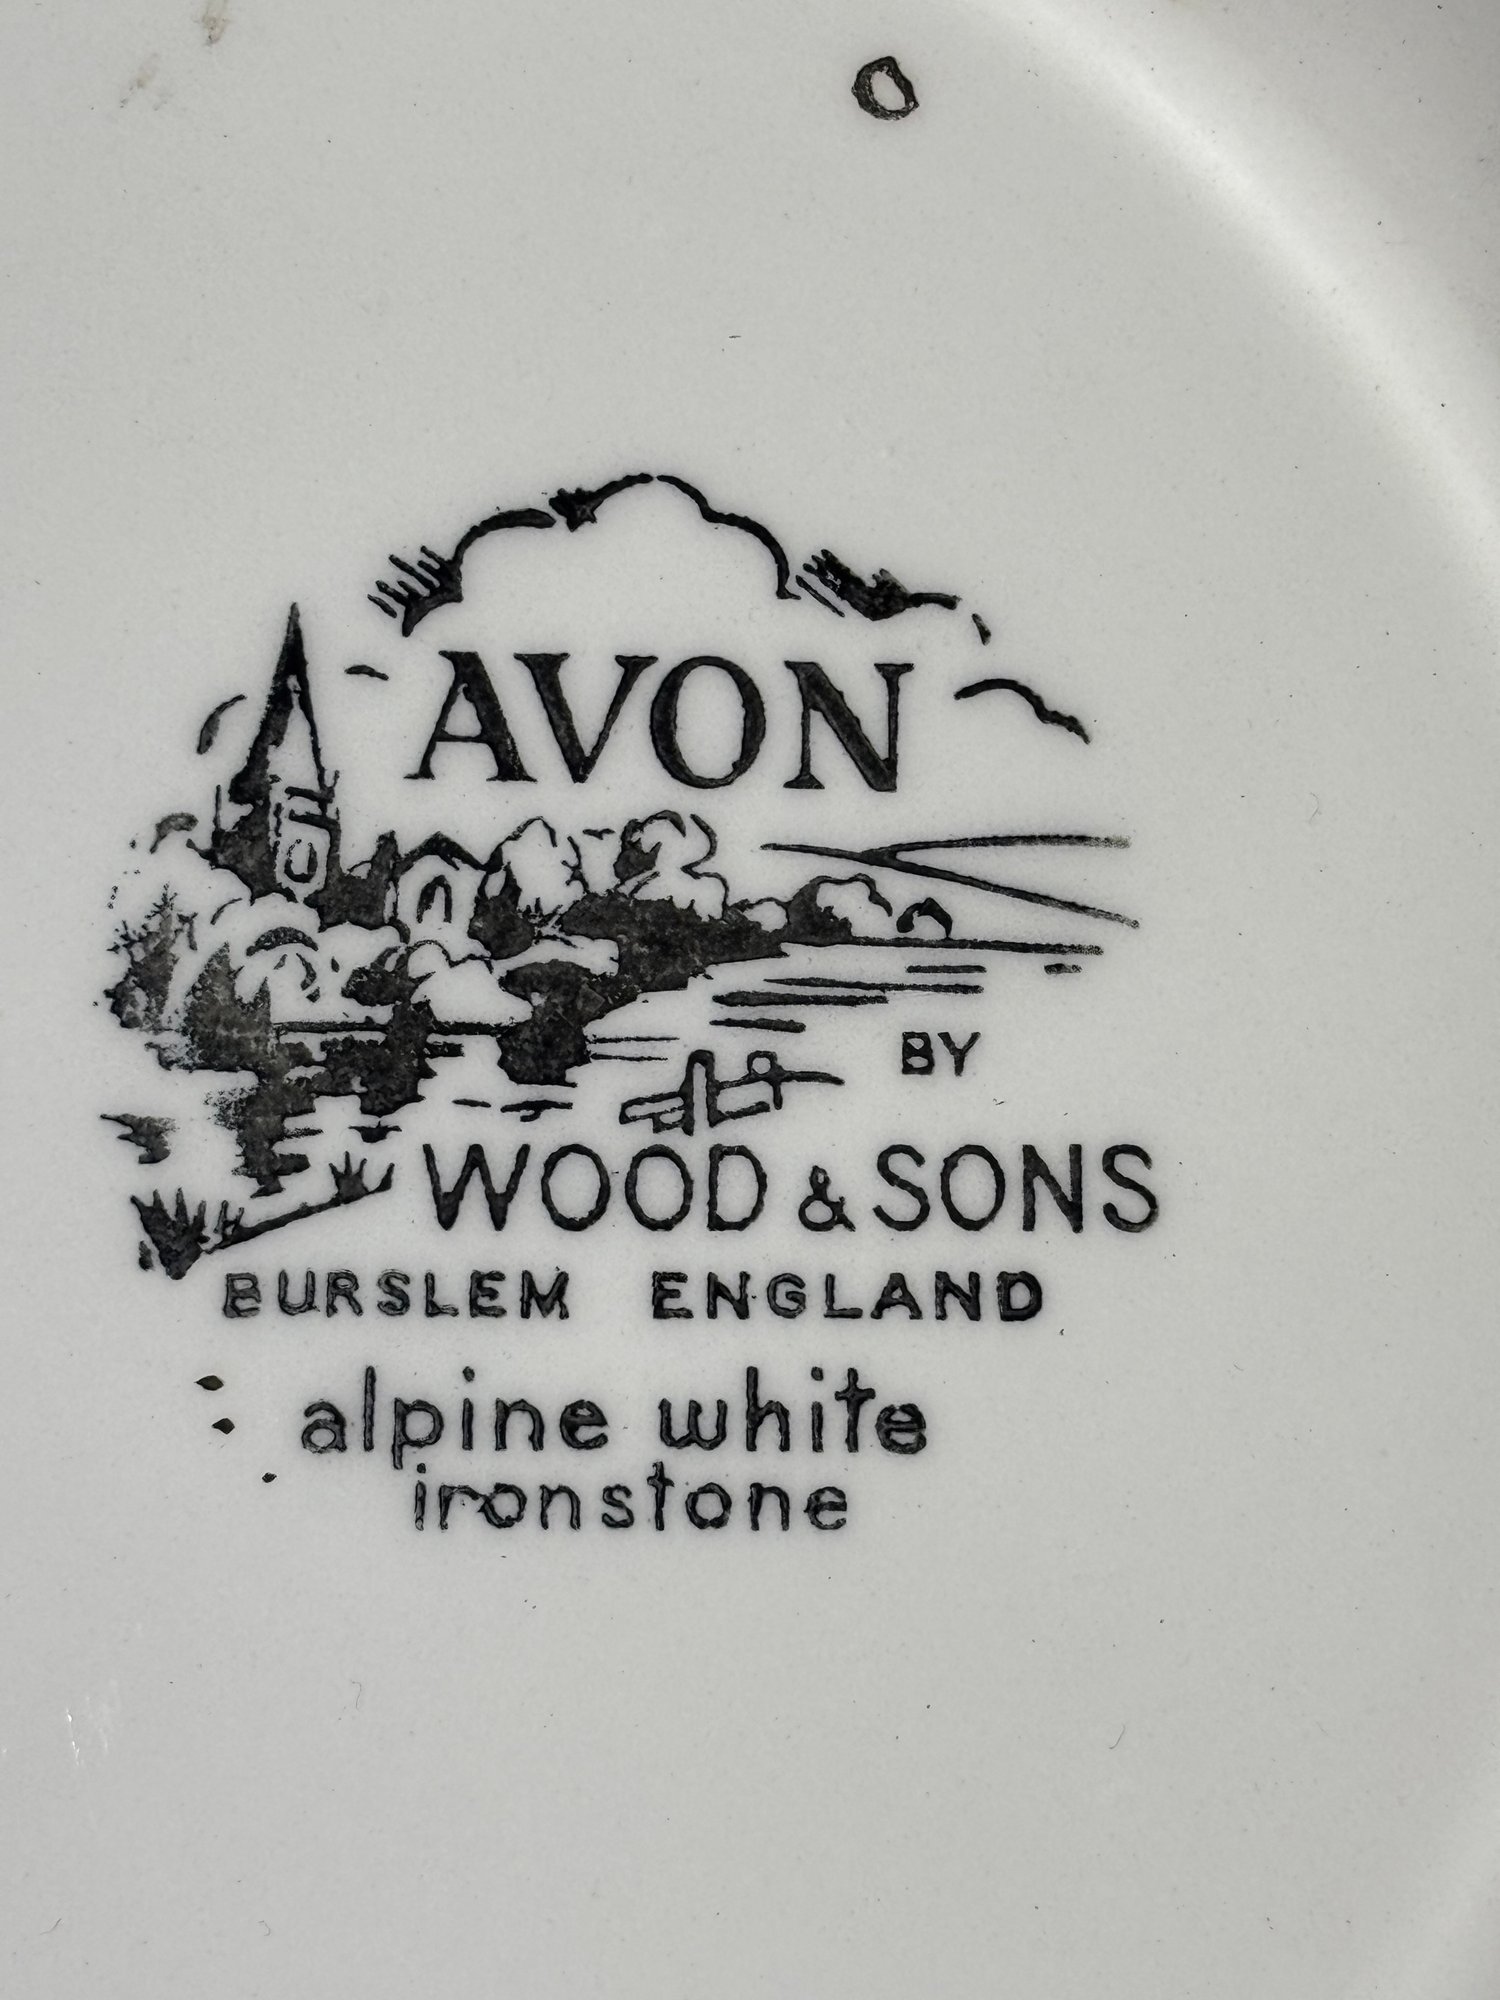 AVON
BY
WOOD & SONS
BURSLEM ENGLAND
alpine white
ironstone